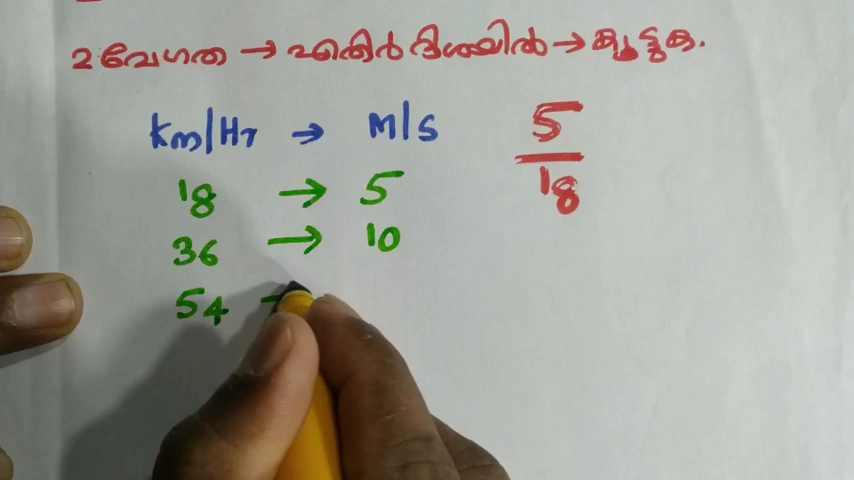 2 വേഗത → എതിർ ദിശയിൽ → കൂട്ടുക.
Km/Hr → M/S
5/18
18 → 5
36 → 10
54 -